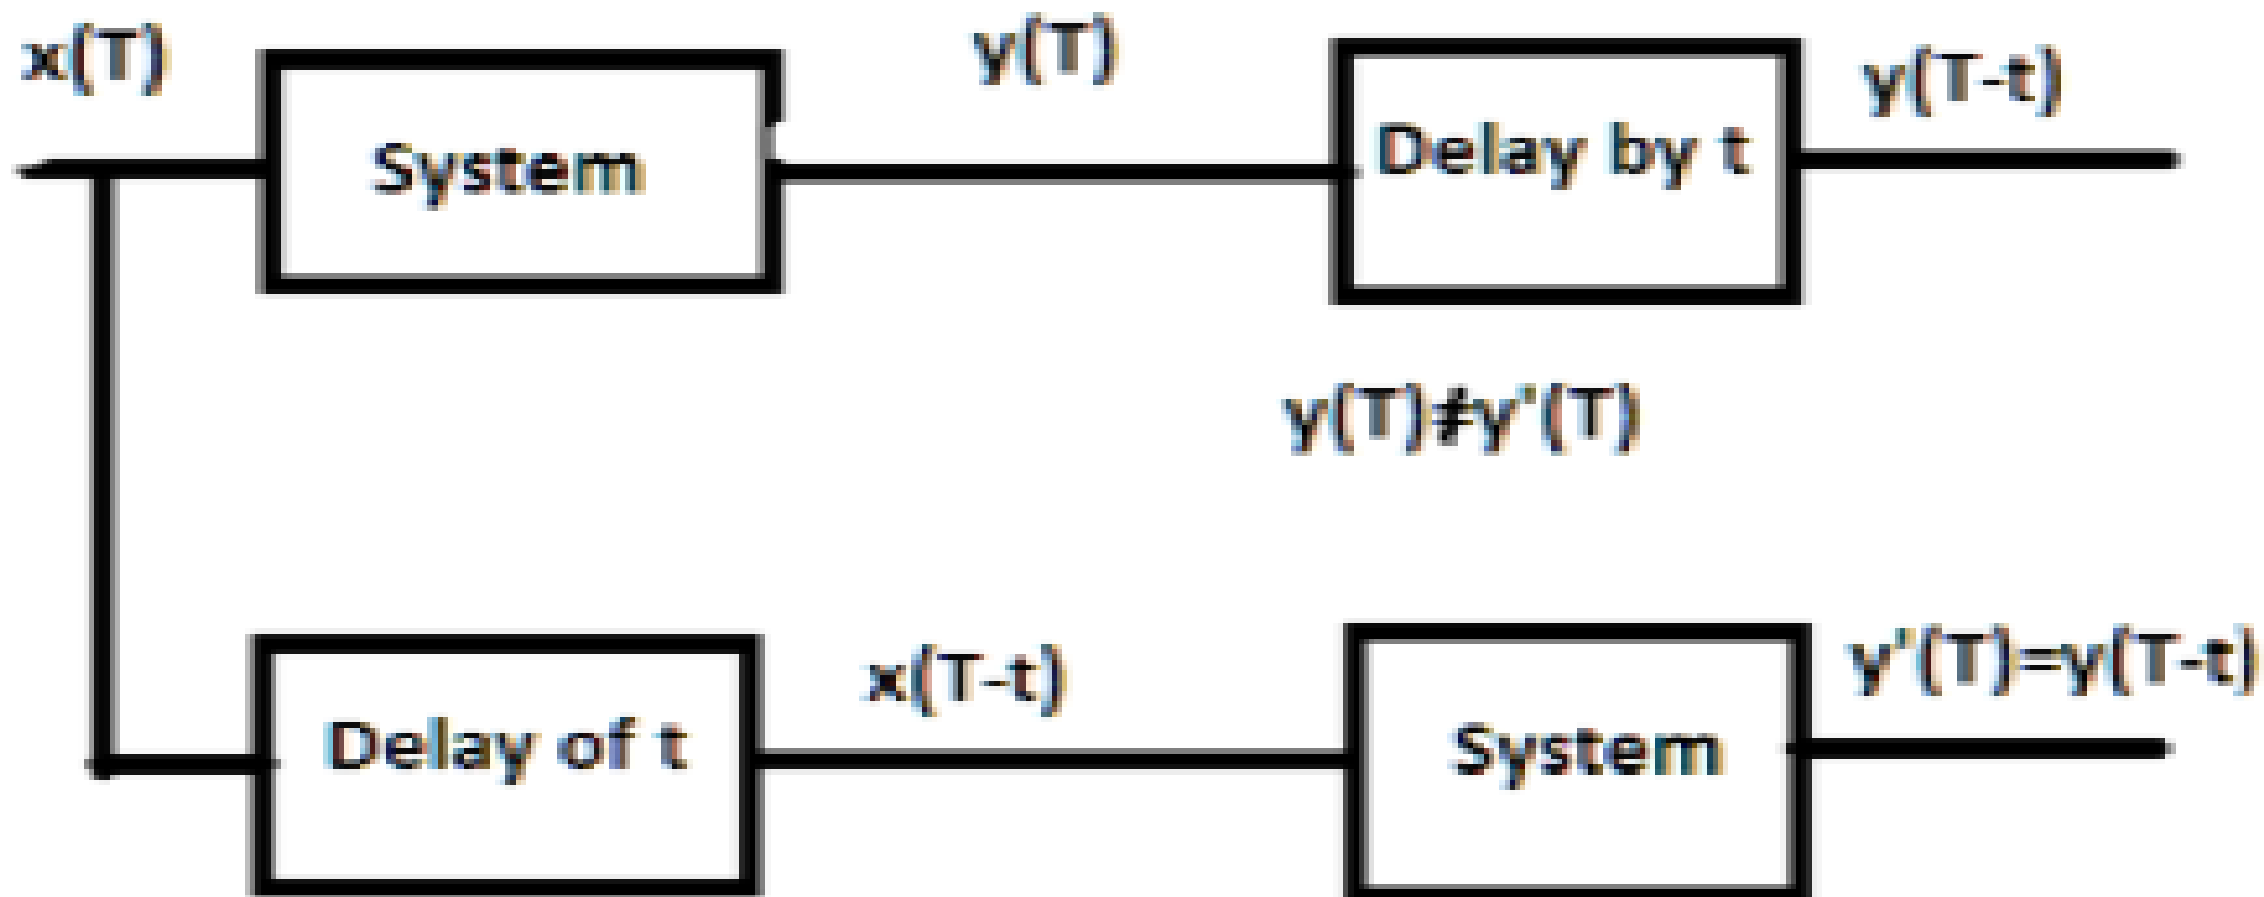 x(T)
System
y(T)
Delay by t
y(T-t)
y(T)≠y'(T)
Delay of t
x(T-t)
System
y'(T)=y(T-t)